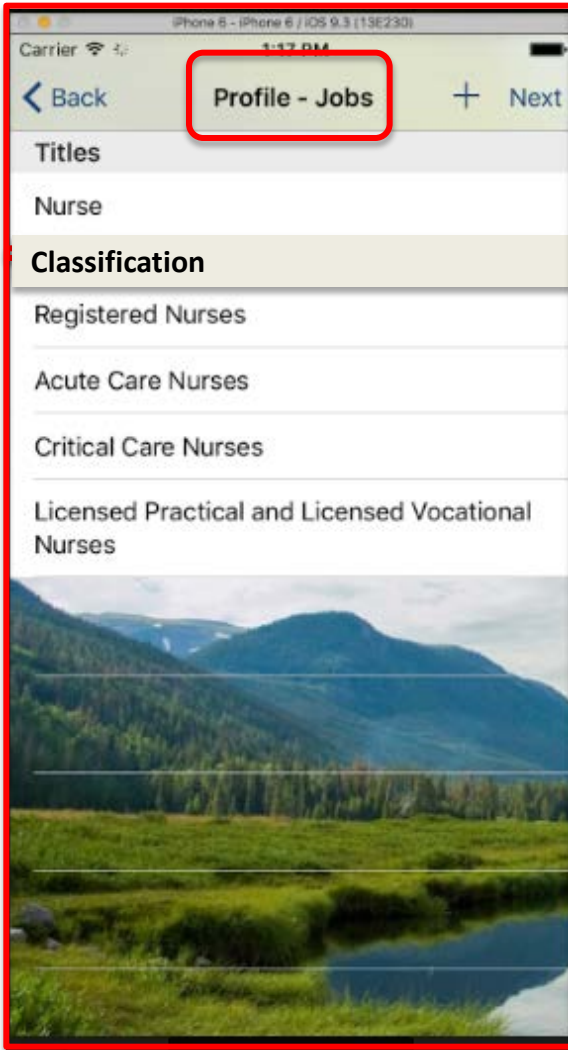 iPhone 6 - iPhone 6 / iOS 9.3 (13E230)
Carrier 1:17 PM
Back Profile - Jobs + Next
Titles
Nurse
Classification
Registered Nurses
Acute Care Nurses
Critical Care Nurses
Licensed Practical and Licensed Vocational
Nurses